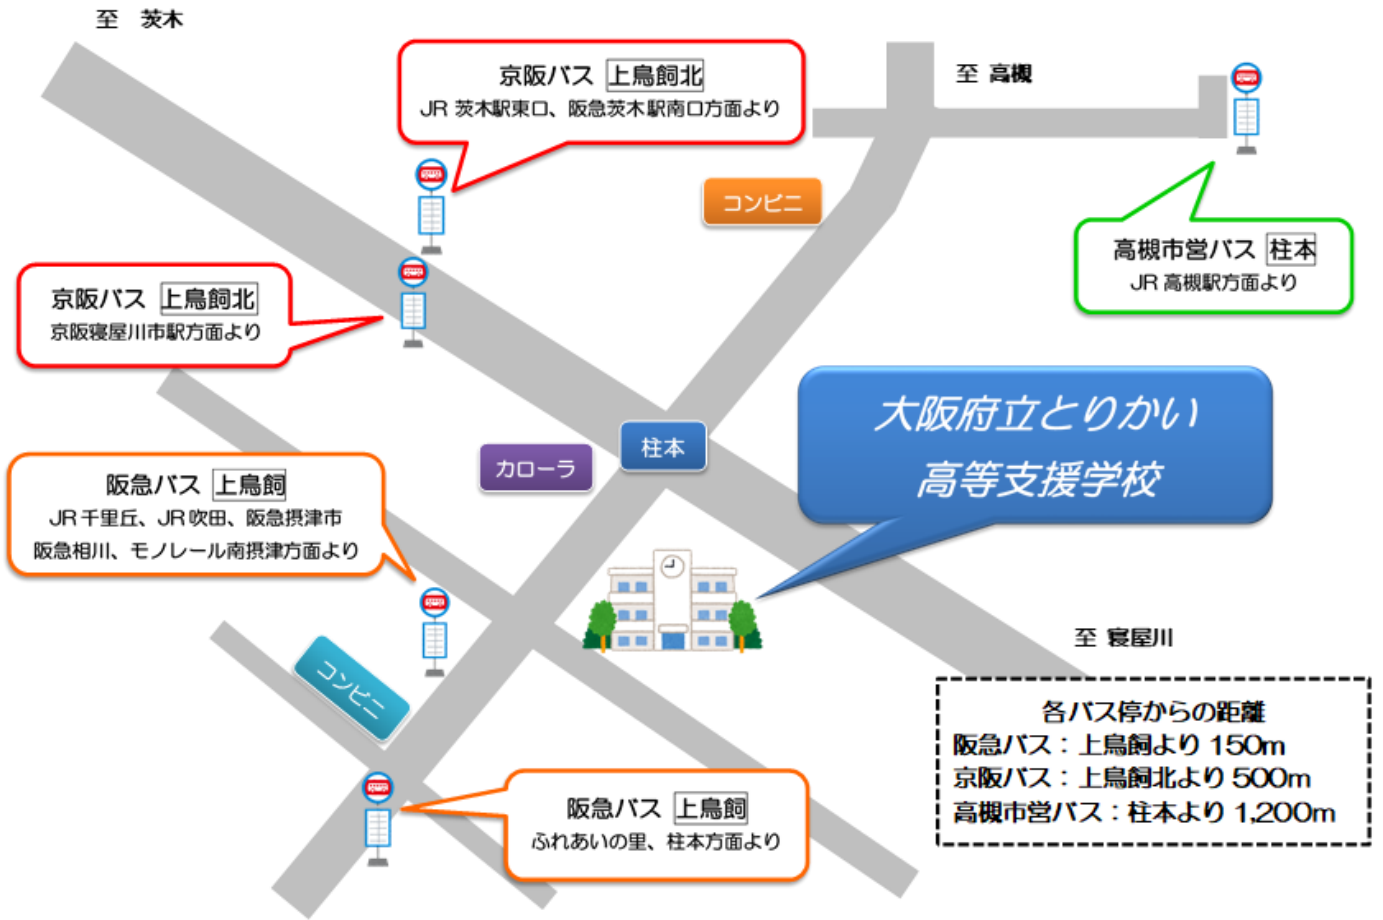 至 茨木
京阪バス 上鳥飼北
JR 茨木駅東口、阪急茨木駅南口方面より
至 高槻
コンビニ
高槻市営バス 柱本
JR 高槻駅方面より
京阪バス 上鳥飼北
京阪寝屋川市駅方面より
大阪府立とりかい
高等支援学校
柱本
カローラ
阪急バス 上鳥飼
JR千里丘、JR吹田、阪急摂津市
阪急相川、モノレール南摂津方面より
至 寝屋川
コンビニ
各バス停からの距離
阪急バス：上鳥飼より 150m
京阪バス：上鳥飼北より 500m
高槻市営バス：柱本より 1,200m
阪急バス 上鳥飼
ふれあいの里、柱本方面より